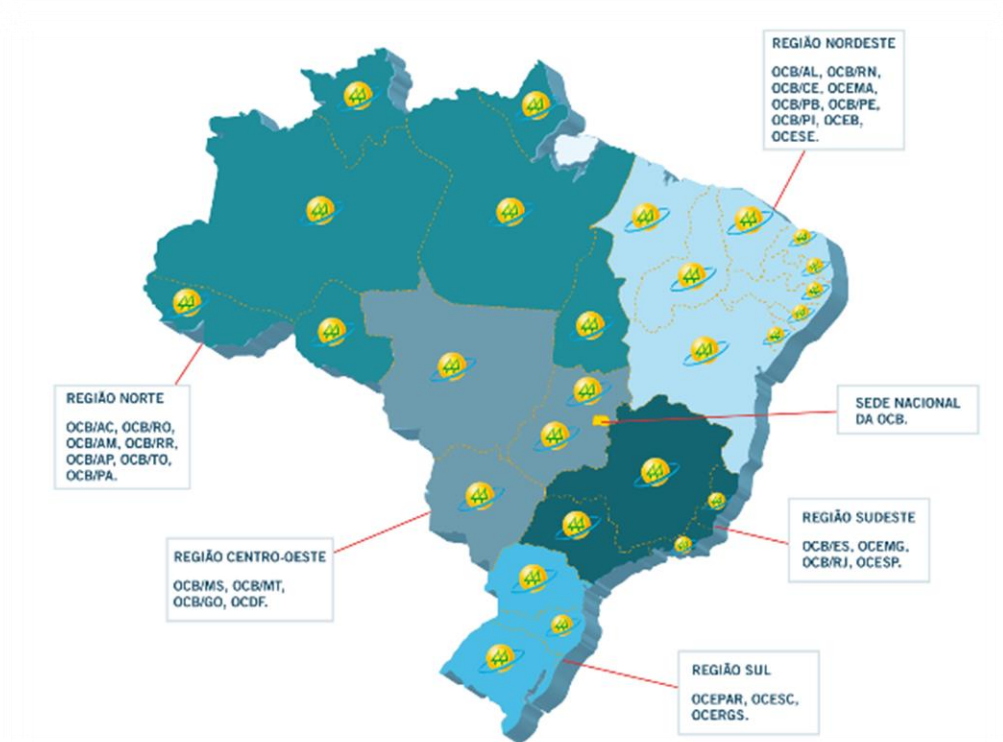 REGIÃO NORDESTE
OCB/AL, OCB/RN,
OCB/CE, OCEMA,
OCB/PB, OCB/PE,
OCB/PI, OCEB,
OCESE.
REGIÃO NORTE
OCB/AC, OCB/RO,
OCB/AM, OCB/RR,
OCB/AP, OCB/TO,
OCB/PA.
SEDE NACIONAL
DA OCB.
REGIÃO SUDESTE
OCB/ES, OCEMG,
OCB/RJ, OCESP.
REGIÃO CENTRO-OESTE
OCB/MS, OCB/MT,
OCB/GO, OCDF.
REGIÃO SUL
OCEPAR, OCESC,
OCERGS.